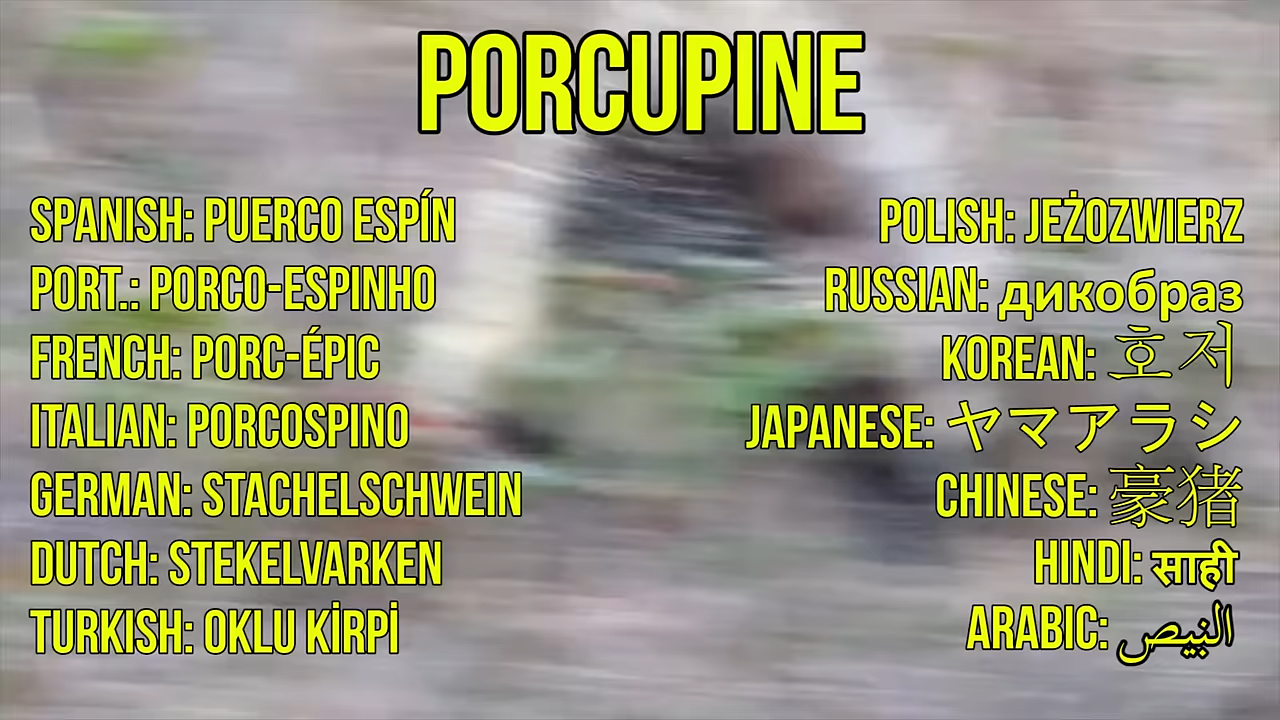 PORCUPINE
SPANISH: PUERCO ESPÍN
PORT.: PORCO-ESPINHO
FRENCH: PORC-ÉPIC
ITALIAN: PORCOSPINO
GERMAN: STACHELSCHWEIN
DUTCH: STEKELVARKEN
TURKISH: OKLU KİRPİ
POLISH: JEŻOZWIERZ
RUSSIAN: дикобраз
KOREAN: 호저
JAPANESE: ヤマアラシ
CHINESE: 豪猪
HINDI: साही
ARABIC: النيص